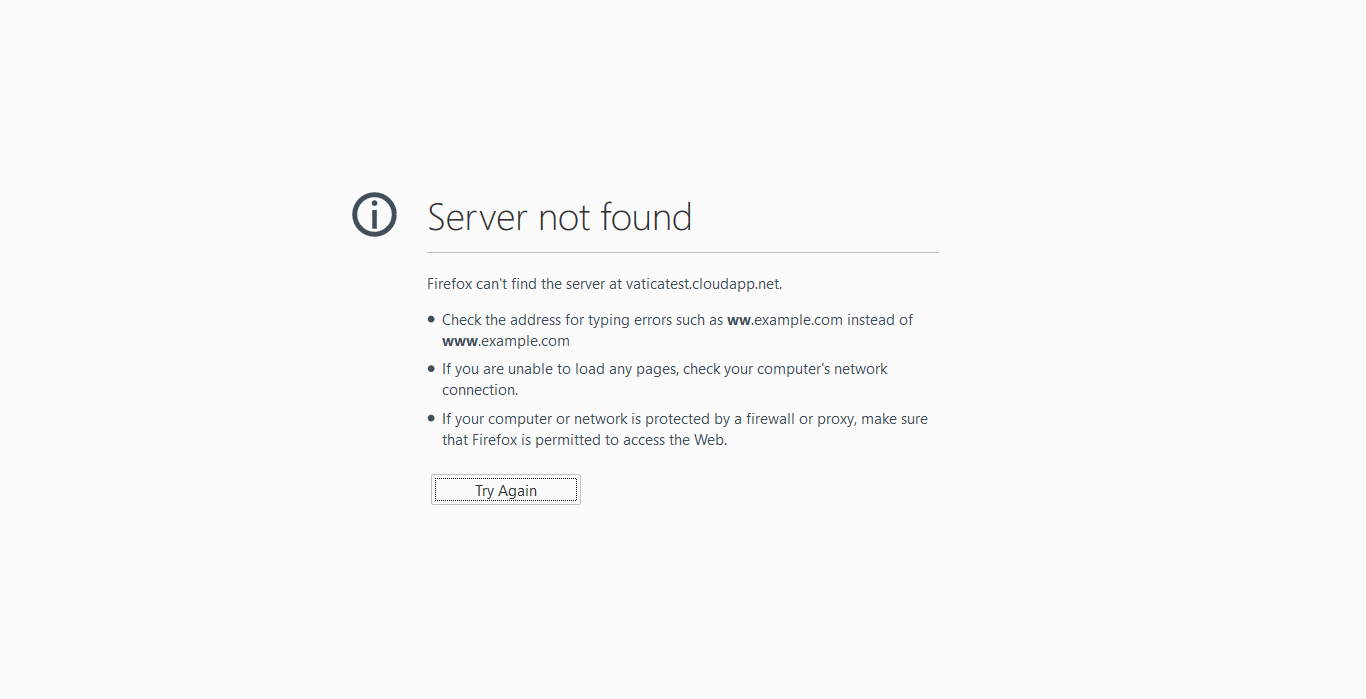 Server not found
Firefox can't find the server at vaticatest.cloudapp.net.
Check the address for typing errors such as ww.example.com instead of
www.example.com
If you are unable to load any pages, check your computer's network
connection.
If your computer or network is protected by a firewall or proxy, make sure
that Firefox is permitted to access the Web.
Try Again